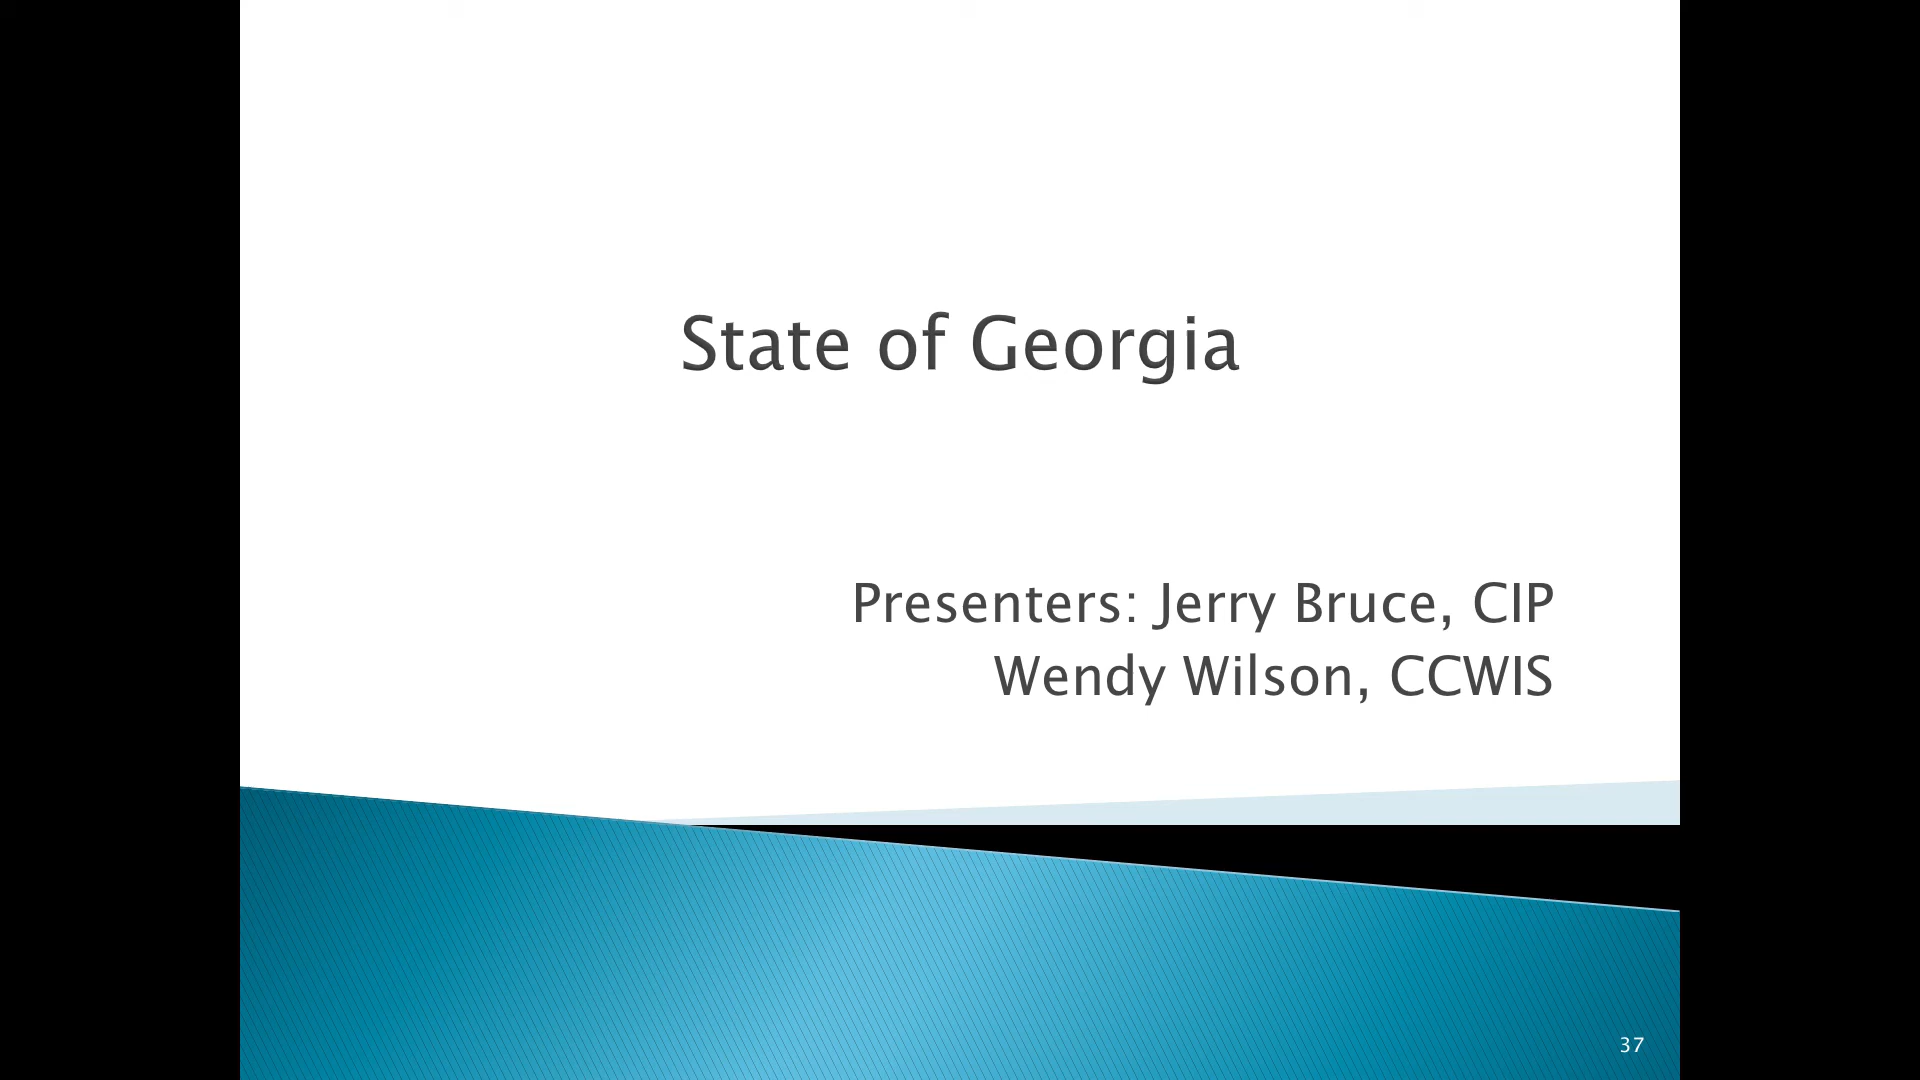 State of Georgia
Presenters: Jerry Bruce, CIP
Wendy Wilson, CCWIS
37